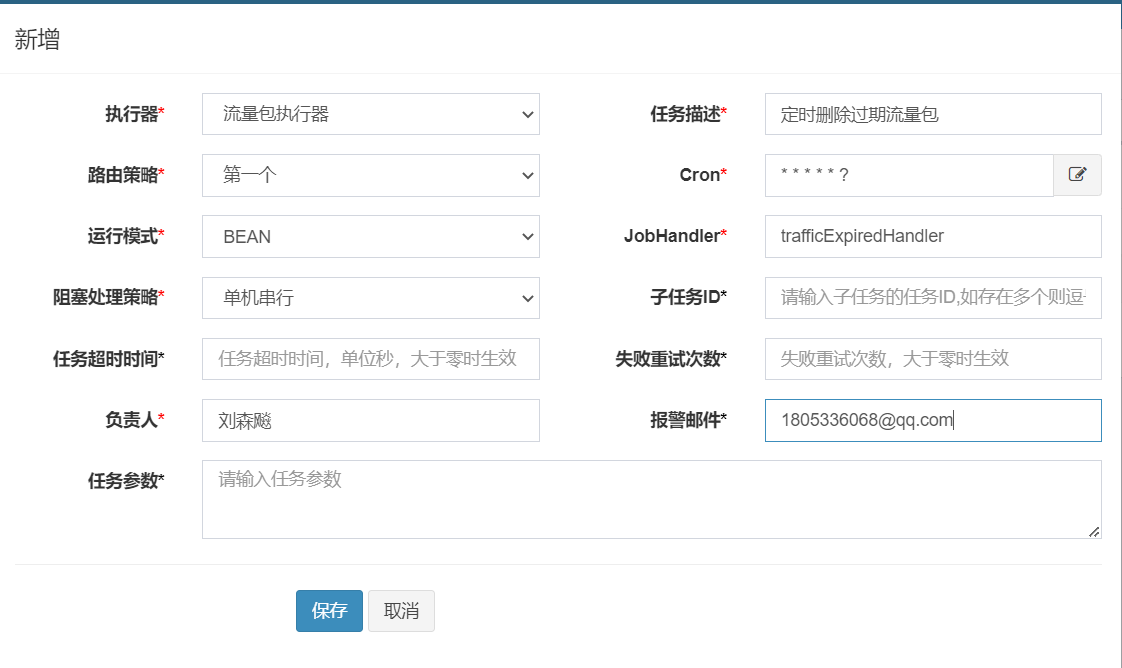 新增
执行器* 流量包执行器 任务描述* 定时删除过期流量包
路由策略* 第一个 Cron* * * * * * ?
运行模式* BEAN JobHandler* trafficExpiredHandler
阻塞处理策略* 单机串行 子任务ID* 请输入子任务的任务ID,如存在多个则逗
任务超时时间* 任务超时时间，单位秒，大于零时生效 失败重试次数* 失败重试次数，大于零时生效
负责人* 刘森飚 报警邮件* 1805336068@qq.com
任务参数* 请输入任务参数
保存 取消